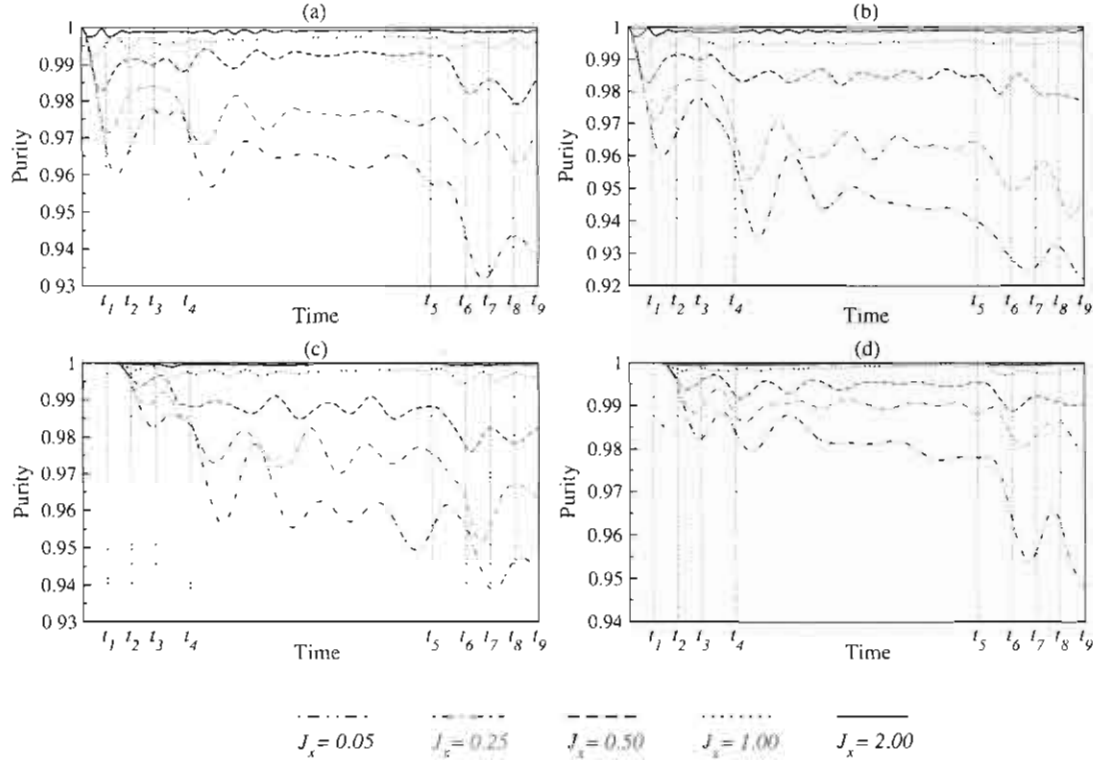 (a)
1
0.99
0.98
0.97
0.96
0.95
0.94
0.93
Purity
t1 t2 t3 t4 t5 t6 t7 t8 t9
Time
(b)
1
0.99
0.98
0.97
0.96
0.95
0.94
0.93
0.92
Purity
t1 t2 t3 t4 t5 t6 t7 t8 t9
Time
(c)
1
0.99
0.98
0.97
0.96
0.95
0.94
0.93
Purity
t1 t2 t3 t4 t5 t6 t7 t8 t9
Time
(d)
1
0.99
0.98
0.97
0.96
0.95
0.94
Purity
t1 t2 t3 t4 t5 t6 t7 t8 t9
Time
Jx = 0.05 Jx = 0.25 Jx = 0.50 Jx = 1.00 Jx = 2.00